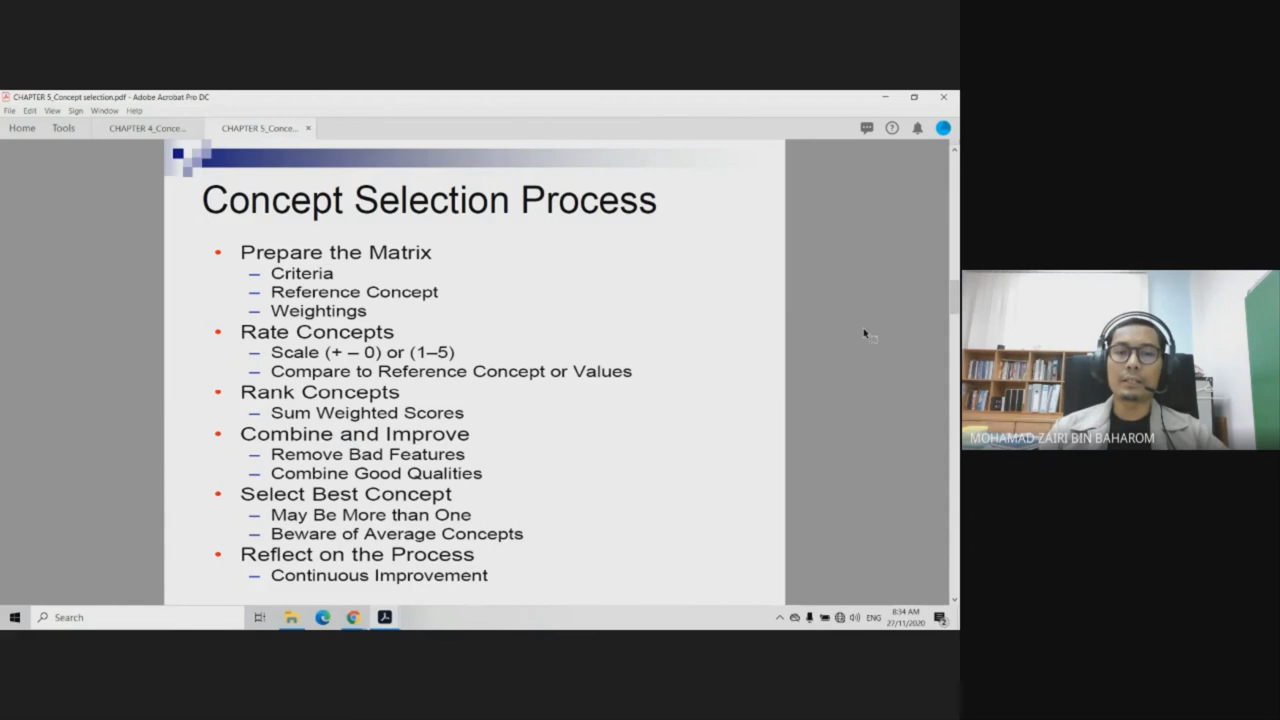 CHAPTER 5_Concept selection.pdf - Adobe Acrobat Pro DC
File Edit View Sign Window Help
Home Tools CHAPTER 4_Conce... CHAPTER 5_Conce... ×
Concept Selection Process
• Prepare the Matrix
– Criteria
– Reference Concept
– Weightings
• Rate Concepts
– Scale (+ – 0) or (1–5)
– Compare to Reference Concept or Values
• Rank Concepts
– Sum Weighted Scores
• Combine and Improve
– Remove Bad Features
– Combine Good Qualities
• Select Best Concept
– May Be More than One
– Beware of Average Concepts
• Reflect on the Process
– Continuous Improvement
MOHAMAD ZAIRI BIN BAHAROM
Search
ENG
8:34 AM
27/11/2020
2